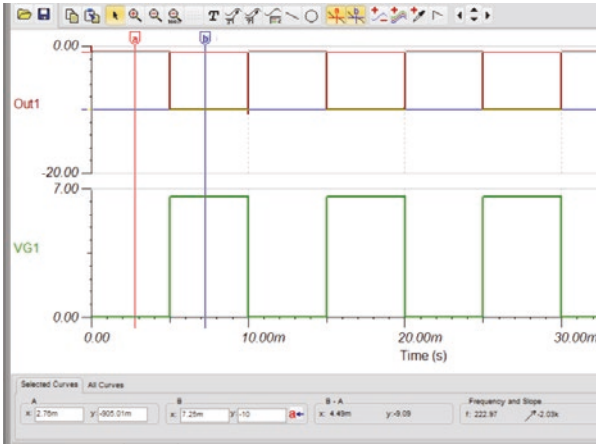 T
a
b
0.00
Out1
-20.00
7.00
VG1
0.00
0.00 10.00m 20.00m 30.00m
Time (s)
Selected Curves All Curves
A B B - A Frequency and Slope
x: 2.75m y: -905.01m x: 7.25m y: -10 a x: 4.49m y: -9.09 f: 222.97 -2.03k